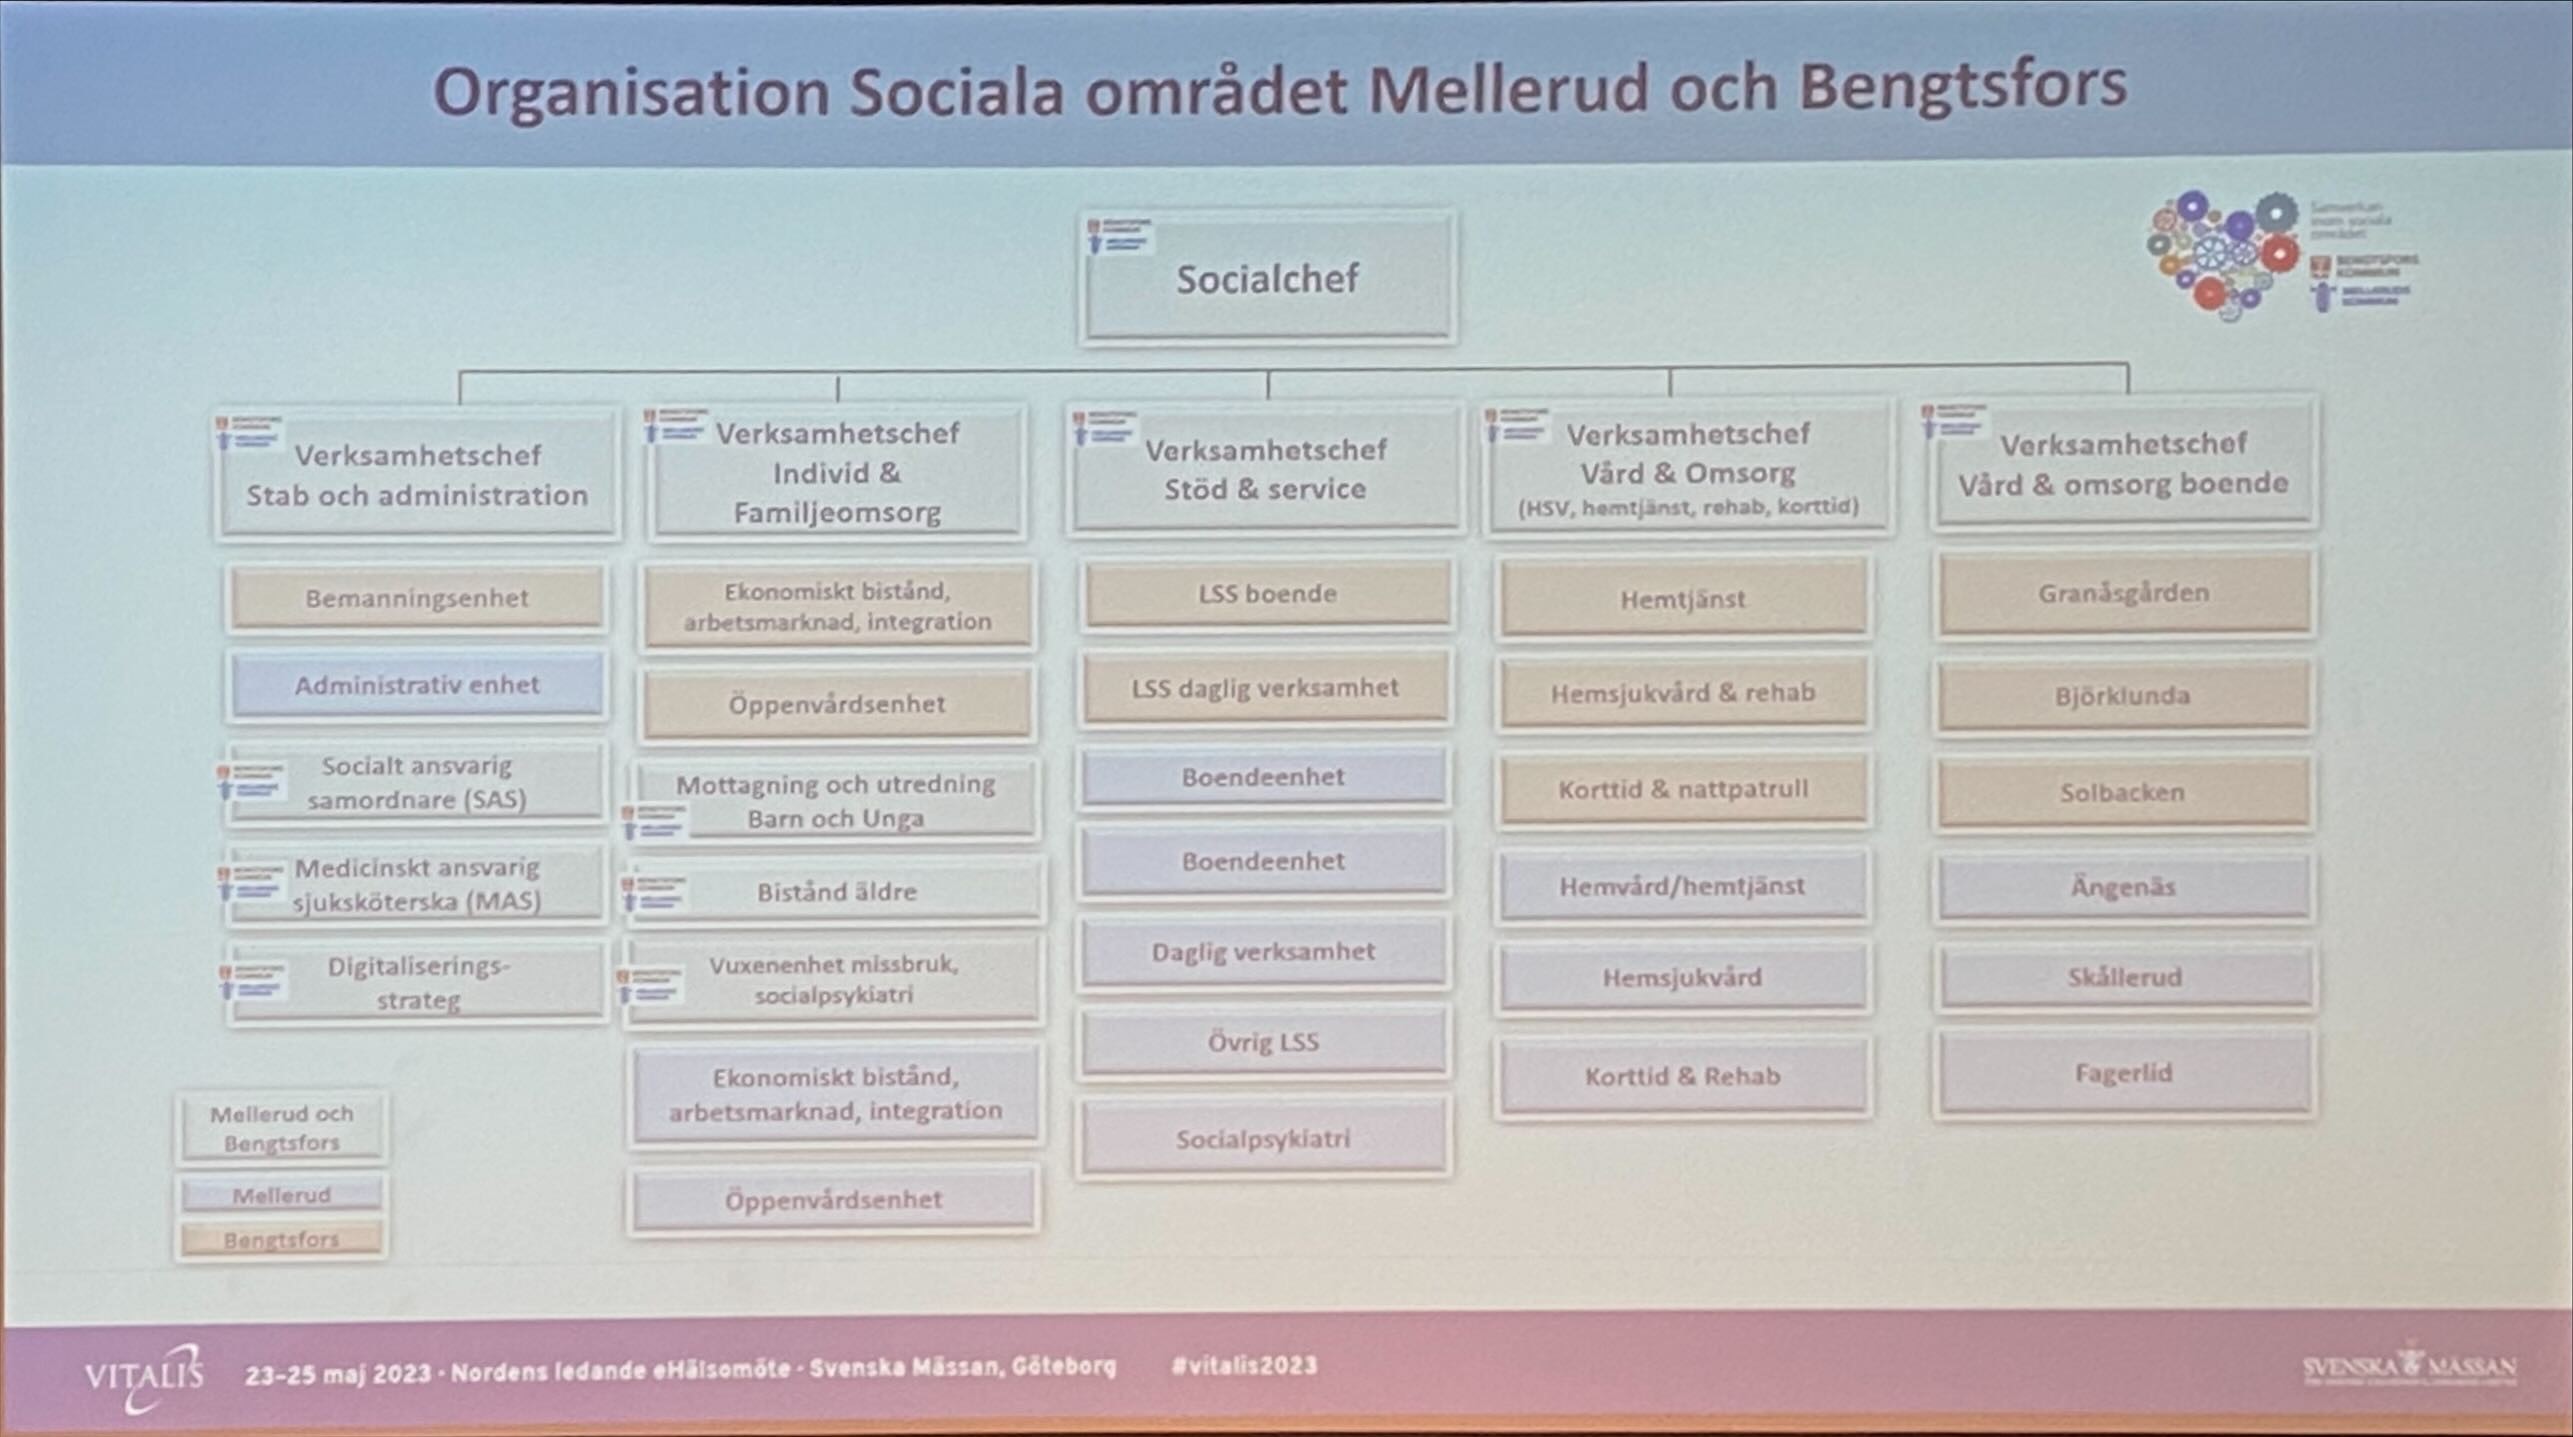 Organisation Sociala området Mellerud och Bengtsfors
Socialchef
Samverkan
inom sociala
området
BENGTSFORS
KOMMUN
MELLERUDS
KOMMUN
Verksamhetschef
Stab och administration
Bemanningsenhet
Administrativ enhet
Socialt ansvarig
samordnare (SAS)
Medicinskt ansvarig
sjuksköterska (MAS)
Digitaliserings-
strateg
Verksamhetschef
Individ &
Familjeomsorg
Ekonomiskt bistånd,
arbetsmarknad, integration
Öppenvårdsenhet
Mottagning och utredning
Barn och Unga
Bistånd äldre
Vuxenenhet missbruk,
socialpsykiatri
Ekonomiskt bistånd,
arbetsmarknad, integration
Öppenvårdsenhet
Verksamhetschef
Stöd & service
LSS boende
LSS daglig verksamhet
Boendeenhet
Boendeenhet
Daglig verksamhet
Övrig LSS
Socialpsykiatri
Verksamhetschef
Vård & Omsorg
(HSV, hemtjänst, rehab, korttid)
Hemtjänst
Hemsjukvård & rehab
Korttid & nattpatrull
Hemvård/hemtjänst
Hemsjukvård
Korttid & Rehab
Verksamhetschef
Vård & omsorg boende
Granåsgården
Björklunda
Solbacken
Ängenäs
Skållerud
Fagerlid
Mellerud och
Bengtsfors
Mellerud
Bengtsfors
VITALIS 23-25 maj 2023 · Nordens ledande eHälsomöte · Svenska Mässan, Göteborg #vitalis2023
SVENSKA MÄSSAN